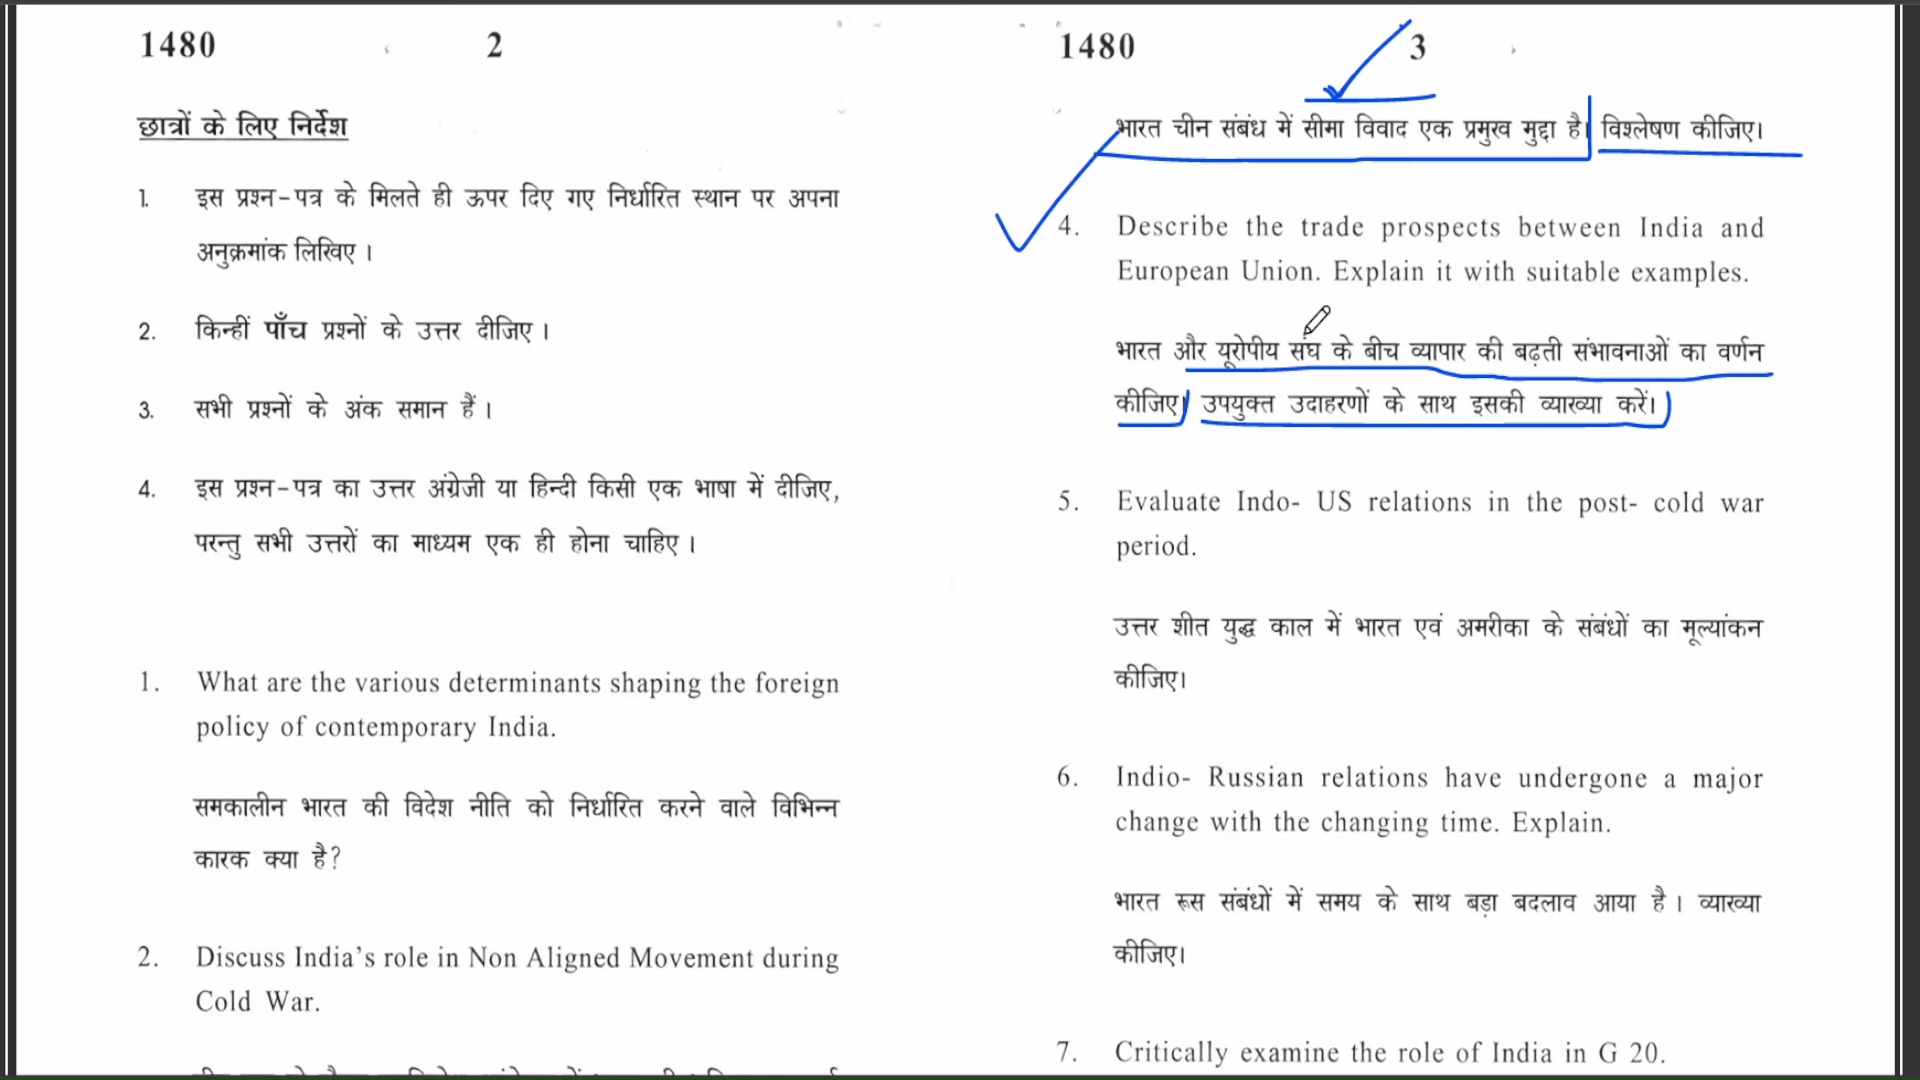 1480 2
छात्रों के लिए निर्देश
1. इस प्रश्न-पत्र के मिलते ही ऊपर दिए गए निर्धारित स्थान पर अपना
अनुक्रमांक लिखिए ।
2. किन्हीं पाँच प्रश्नों के उत्तर दीजिए ।
3. सभी प्रश्नों के अंक समान हैं ।
4. इस प्रश्न-पत्र का उत्तर अंग्रेजी या हिन्दी किसी एक भाषा में दीजिए,
परन्तु सभी उत्तरों का माध्यम एक ही होना चाहिए ।
1. What are the various determinants shaping the foreign
policy of contemporary India.
समकालीन भारत की विदेश नीति को निर्धारित करने वाले विभिन्न
कारक क्या है?
2. Discuss India's role in Non Aligned Movement during
Cold War.
1480 3
भारत चीन संबंध में सीमा विवाद एक प्रमुख मुद्दा है। विश्लेषण कीजिए।
4. Describe the trade prospects between India and
European Union. Explain it with suitable examples.
भारत और यूरोपीय संघ के बीच व्यापार की बढ़ती संभावनाओं का वर्णन
कीजिए। उपयुक्त उदाहरणों के साथ इसकी व्याख्या करें।
5. Evaluate Indo- US relations in the post- cold war
period.
उत्तर शीत युद्ध काल में भारत एवं अमरीका के संबंधों का मूल्यांकन
कीजिए।
6. Indio- Russian relations have undergone a major
change with the changing time. Explain.
भारत रूस संबंधों में समय के साथ बड़ा बदलाव आया है । व्याख्या
कीजिए।
7. Critically examine the role of India in G 20.